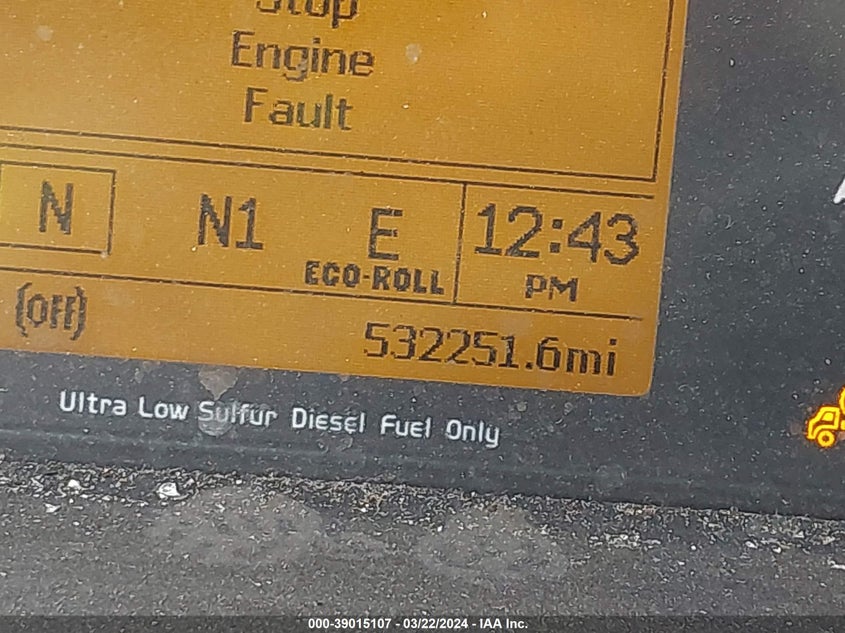 Stop
Engine
Fault
N N1 E 12:43
ECO-ROLL PM
(off) 532251.6mi
Ultra Low Sulfur Diesel Fuel Only
000-39015107 - 03/22/2024 - IAA Inc.